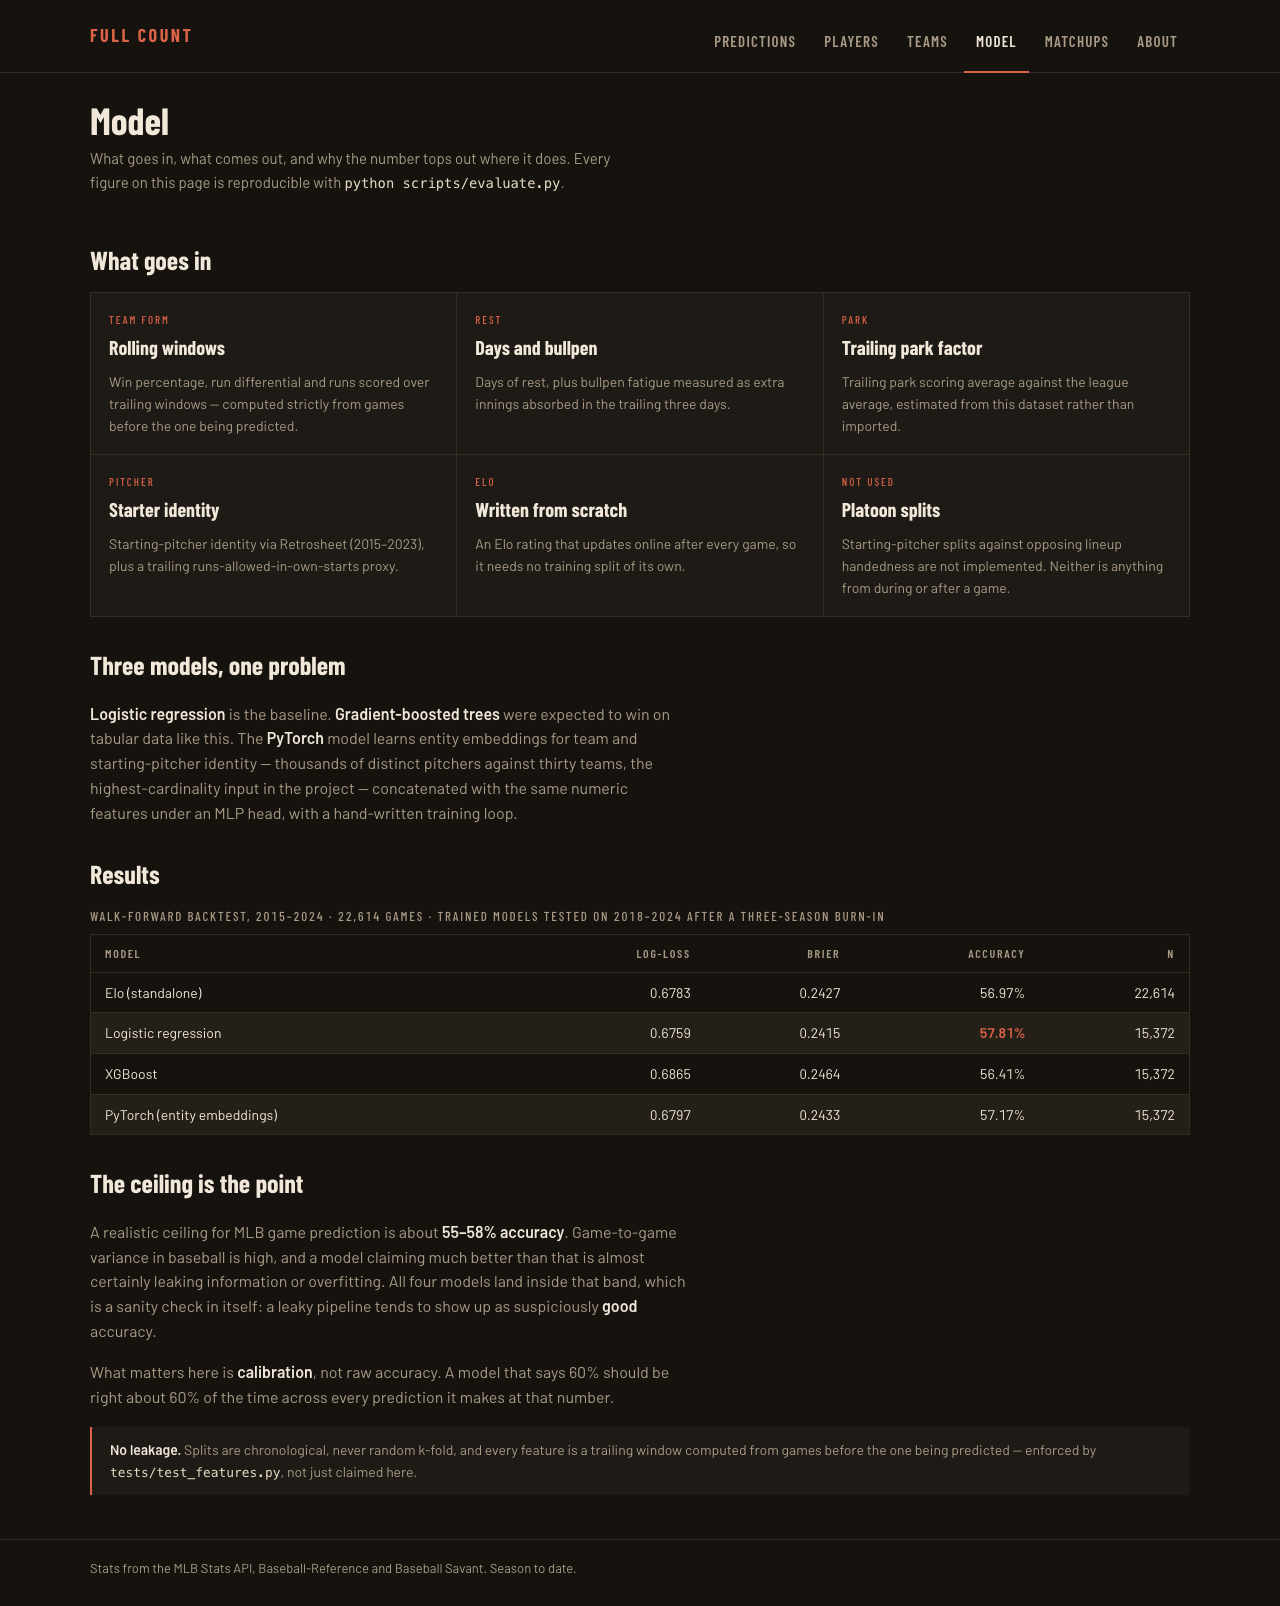 FULL COUNT
PREDICTIONS PLAYERS TEAMS MODEL MATCHUPS ABOUT
Model
What goes in, what comes out, and why the number tops out where it does. Every
figure on this page is reproducible with python scripts/evaluate.py.
What goes in
TEAM FORM
Rolling windows
Win percentage, run differential and runs scored over
trailing windows — computed strictly from games
before the one being predicted.
REST
Days and bullpen
Days of rest, plus bullpen fatigue measured as extra
innings absorbed in the trailing three days.
PARK
Trailing park factor
Trailing park scoring average against the league
average, estimated from this dataset rather than
imported.
PITCHER
Starter identity
Starting-pitcher identity via Retrosheet (2015–2023),
plus a trailing runs-allowed-in-own-starts proxy.
ELO
Written from scratch
An Elo rating that updates online after every game, so
it needs no training split of its own.
NOT USED
Platoon splits
Starting-pitcher splits against opposing lineup
handedness are not implemented. Neither is anything
from during or after a game.
Three models, one problem
Logistic regression is the baseline. Gradient-boosted trees were expected to win on
tabular data like this. The PyTorch model learns entity embeddings for team and
starting-pitcher identity — thousands of distinct pitchers against thirty teams, the
highest-cardinality input in the project — concatenated with the same numeric
features under an MLP head, with a hand-written training loop.
Results
WALK-FORWARD BACKTEST, 2015–2024 · 22,614 GAMES · TRAINED MODELS TESTED ON 2018–2024 AFTER A THREE-SEASON BURN-IN
MODEL LOG-LOSS BRIER ACCURACY N
Elo (standalone) 0.6783 0.2427 56.97% 22,614
Logistic regression 0.6759 0.2415 57.81% 15,372
XGBoost 0.6865 0.2464 56.41% 15,372
PyTorch (entity embeddings) 0.6797 0.2433 57.17% 15,372
The ceiling is the point
A realistic ceiling for MLB game prediction is about 55–58% accuracy. Game-to-game
variance in baseball is high, and a model claiming much better than that is almost
certainly leaking information or overfitting. All four models land inside that band, which
is a sanity check in itself: a leaky pipeline tends to show up as suspiciously good
accuracy.
What matters here is calibration, not raw accuracy. A model that says 60% should be
right about 60% of the time across every prediction it makes at that number.
No leakage. Splits are chronological, never random k-fold, and every feature is a trailing window computed from games before the one being predicted — enforced by
tests/test_features.py, not just claimed here.
Stats from the MLB Stats API, Baseball-Reference and Baseball Savant. Season to date.